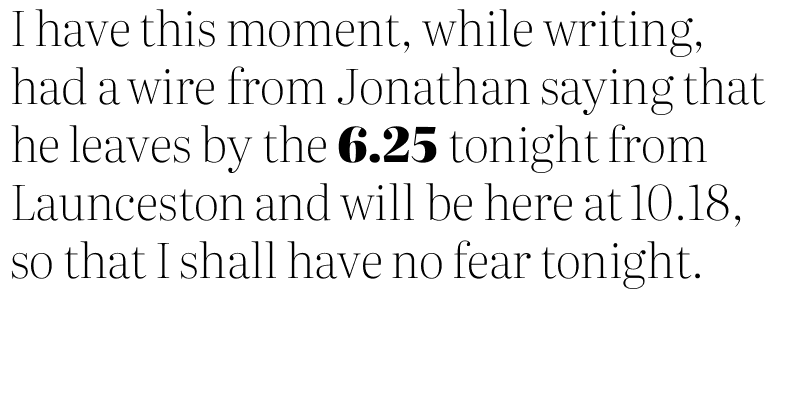 I have this moment, while writing,
had a wire from Jonathan saying that
he leaves by the 6.25 tonight from
Launceston and will be here at 10.18,
so that I shall have no fear tonight.